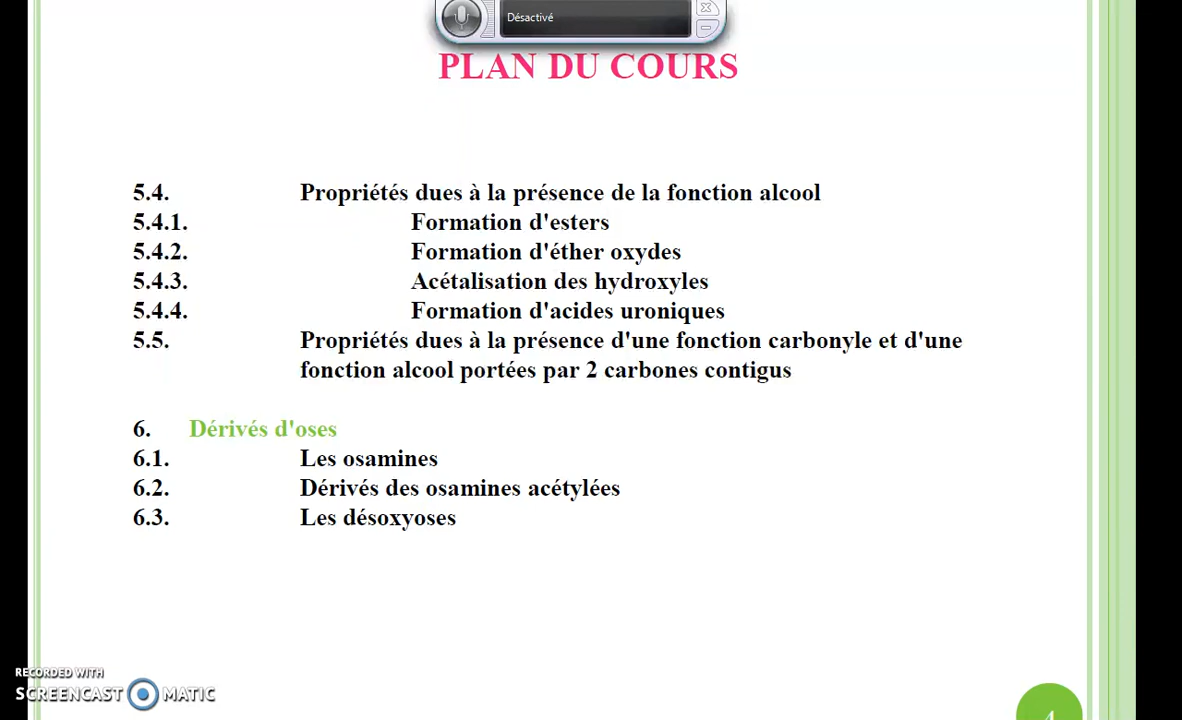 Désactivé
PLAN DU COURS
5.4. Propriétés dues à la présence de la fonction alcool
5.4.1. Formation d'esters
5.4.2. Formation d'éther oxydes
5.4.3. Acétalisation des hydroxyles
5.4.4. Formation d'acides uroniques
5.5. Propriétés dues à la présence d'une fonction carbonyle et d'une
fonction alcool portées par 2 carbones contigus
6. Dérivés d'oses
6.1. Les osamines
6.2. Dérivés des osamines acétylées
6.3. Les désoxyoses
RECORDED WITH
SCREENCAST MATIC
4